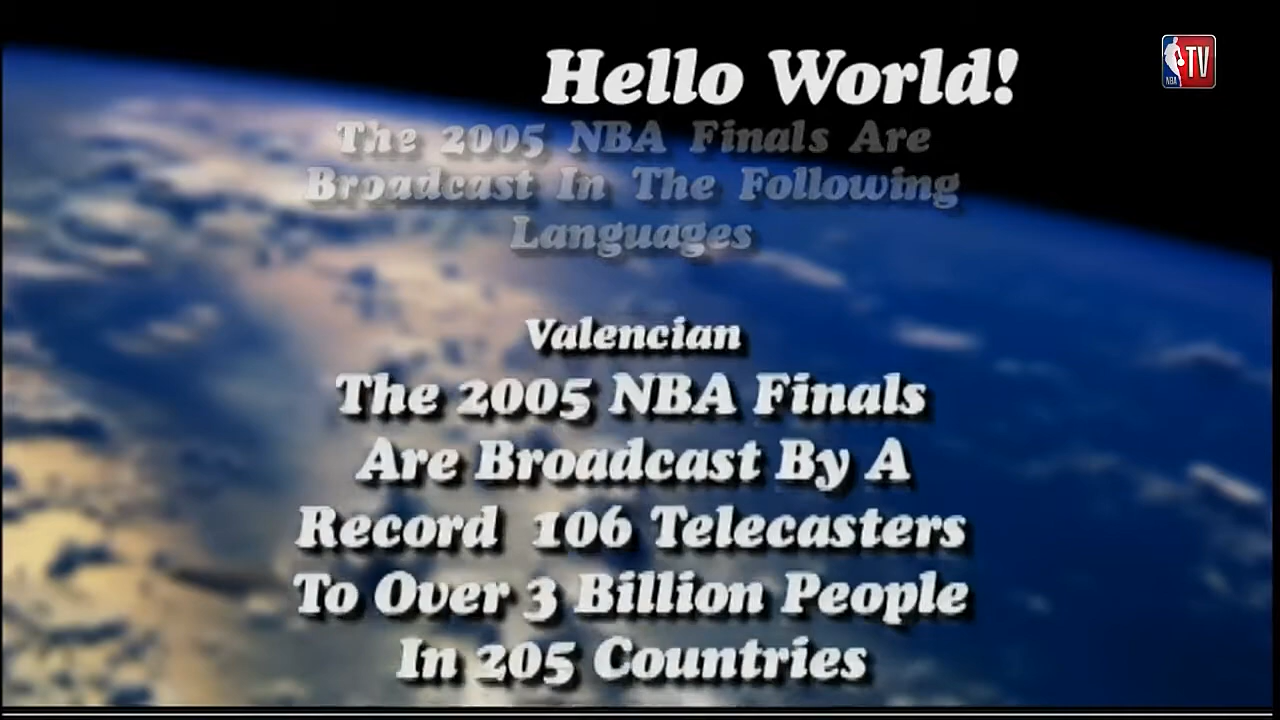 Hello World!
NBA TV
The 2005 NBA Finals Are
Broadcast In The Following
Languages
Valencian
The 2005 NBA Finals
Are Broadcast By A
Record 106 Telecasters
To Over 3 Billion People
In 205 Countries